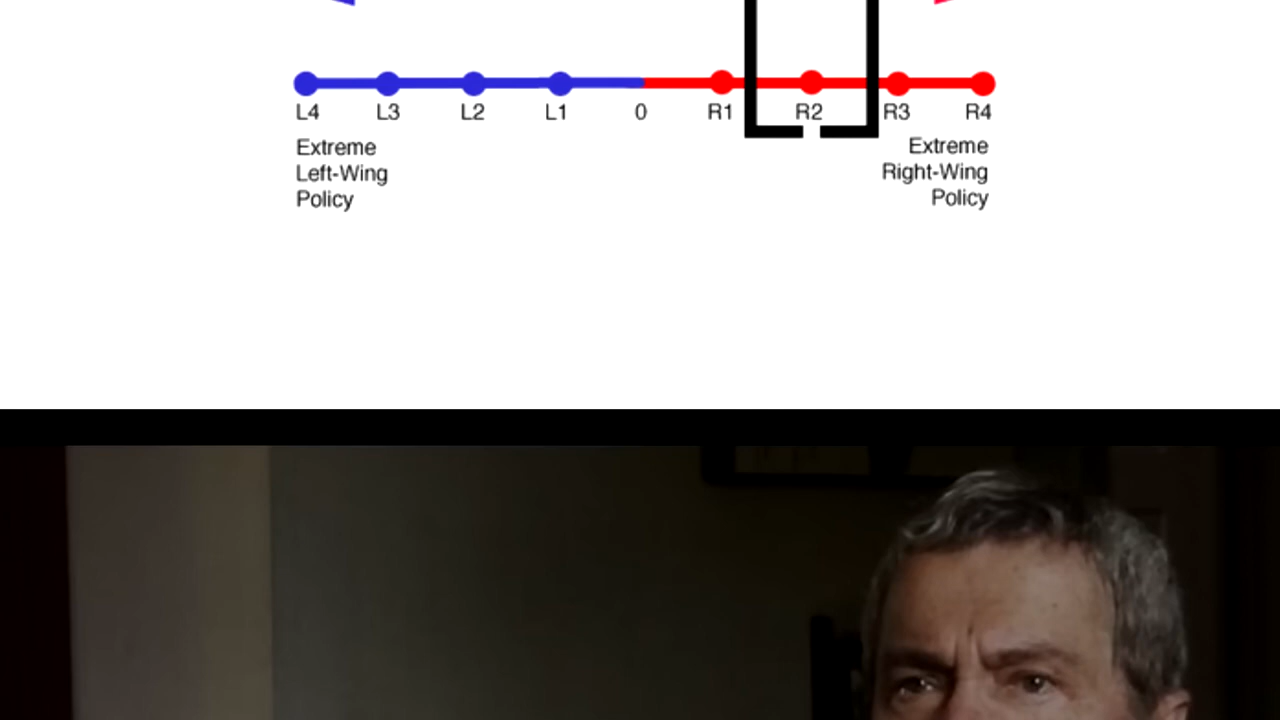 L4 L3 L2 L1 0 R1 R2 R3 R4
Extreme
Left-Wing
Policy
Extreme
Right-Wing
Policy